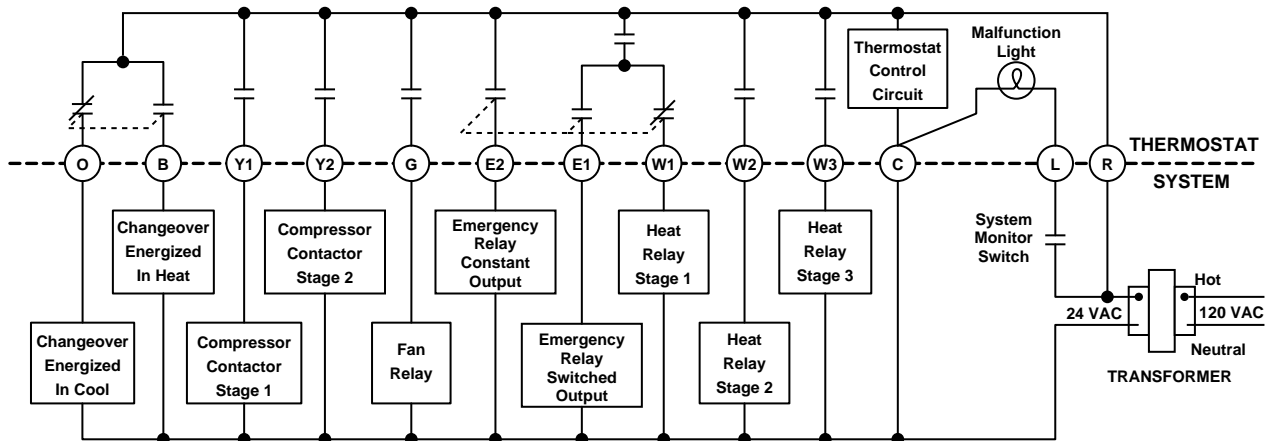 Thermostat
Control
Circuit
Malfunction
Light
O
B
Y1
Y2
G
E2
E1
W1
W2
W3
C
L
R
THERMOSTAT
SYSTEM
Changeover
Energized
In Heat
Compressor
Contactor
Stage 2
Emergency
Relay
Constant
Output
Heat
Relay
Stage 1
Heat
Relay
Stage 3
System
Monitor
Switch
Hot
24 VAC
120 VAC
Neutral
TRANSFORMER
Changeover
Energized
In Cool
Compressor
Contactor
Stage 1
Fan
Relay
Emergency
Relay
Switched
Output
Heat
Relay
Stage 2